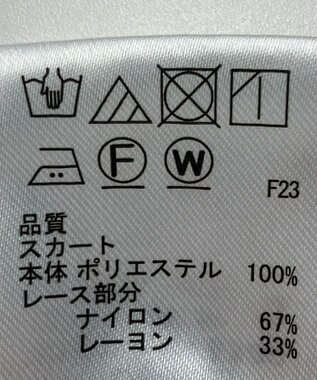 F W
F23
品質
スカート
本体 ポリエステル 100%
レース部分
ナイロン 67%
レーヨン 33%